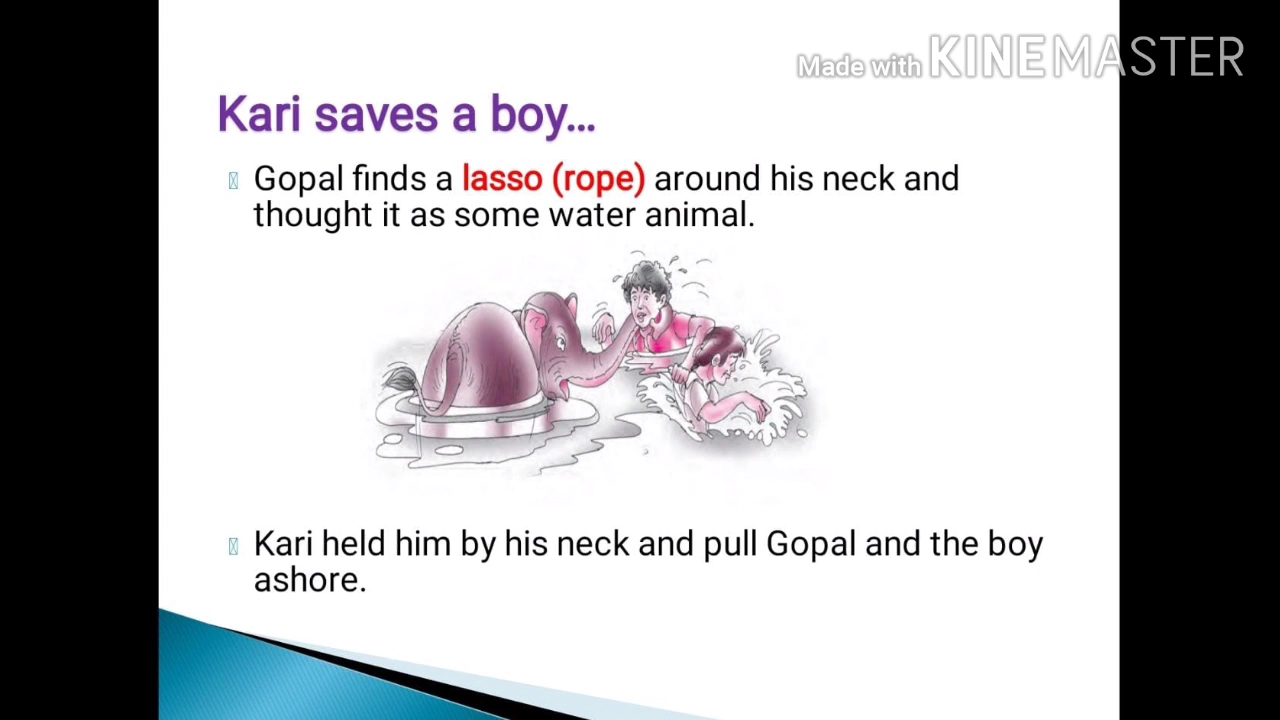 Made with KINEMASTER
Kari saves a boy...
Gopal finds a lasso (rope) around his neck and
thought it as some water animal.
Kari held him by his neck and pull Gopal and the boy
ashore.